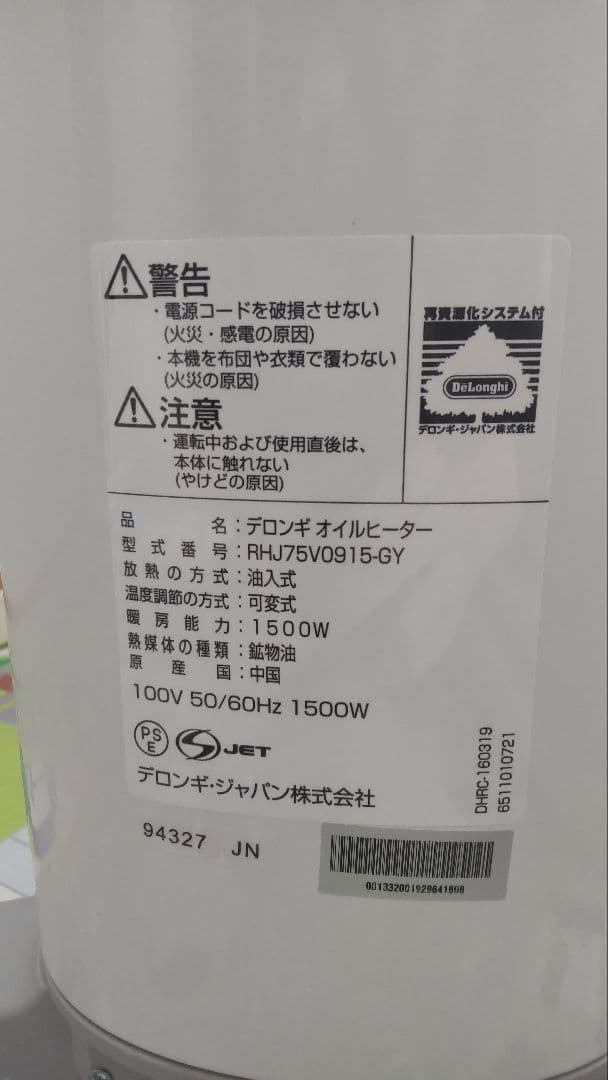 警告
・電源コードを破損させない
(火災・感電の原因)
・本機を布団や衣類で覆わない
(火災の原因)
注意
・運転中および使用直後は、
本体に触れない
(やけどの原因)
再資源化システム付
DeLonghi
デロンギ・ジャパン株式会社
品名：デロンギ オイルヒーター
型式番号：RHJ75V0915-GY
放熱の方式：油入式
温度調節の方式：可変式
暖房能力：1500W
熱媒体の種類：鉱物油
原産国：中国
100V 50/60Hz 1500W
PSE
JET
デロンギ・ジャパン株式会社
DHRC-160319
6511010721
94327 JN
001332001929641698